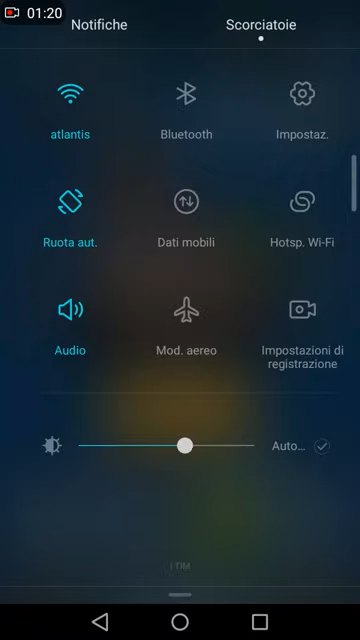 01:20
Notifiche
Scorciatoie
atlantis
Bluetooth
Impostaz.
Ruota aut.
Dati mobili
Hotsp. Wi-Fi
Audio
Mod. aereo
Impostazioni di
registrazione
Auto...
I TIM